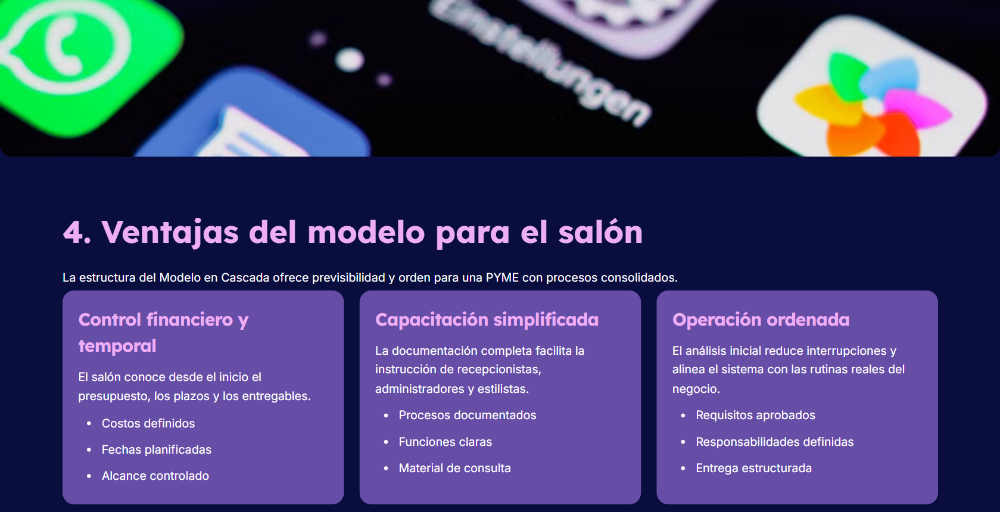 Einstellungen
4. Ventajas del modelo para el salón
La estructura del Modelo en Cascada ofrece previsibilidad y orden para una PYME con procesos consolidados.
Control financiero y
temporal
El salón conoce desde el inicio el
presupuesto, los plazos y los entregables.
• Costos definidos
• Fechas planificadas
• Alcance controlado
Capacitación simplificada
La documentación completa facilita la
instrucción de recepcionistas,
administradores y estilistas.
• Procesos documentados
• Funciones claras
• Material de consulta
Operación ordenada
El análisis inicial reduce interrupciones y
alinea el sistema con las rutinas reales del
negocio.
• Requisitos aprobados
• Responsabilidades definidas
• Entrega estructurada